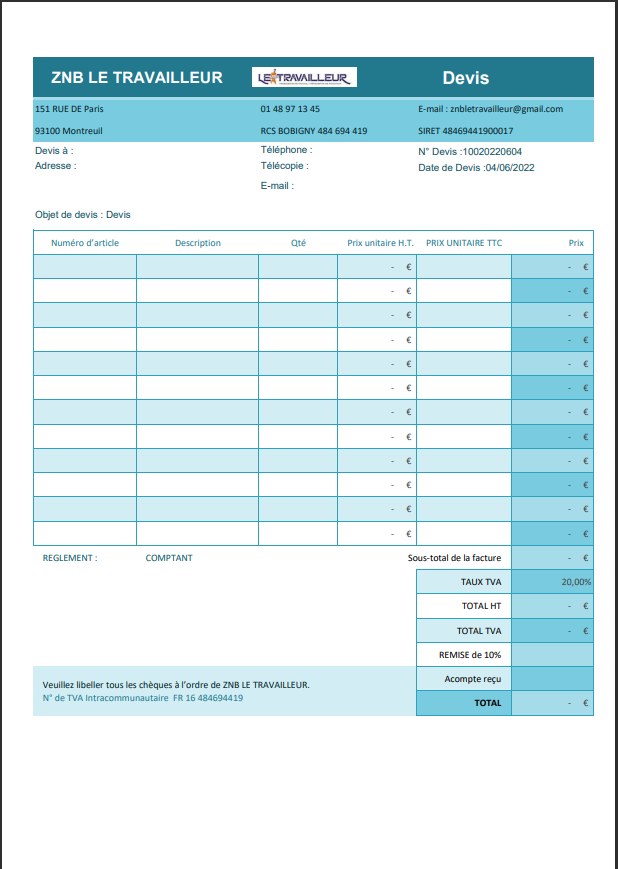 ZNB LE TRAVAILLEUR LE TRAVAILLEUR Devis
151 RUE DE Paris 01 48 97 13 45 E-mail : znbletravailleur@gmail.com
93100 Montreuil RCS BOBIGNY 484 694 419 SIRET 48469441900017
Devis à : Téléphone : N° Devis :10020220604
Adresse : Télécopie : Date de Devis :04/06/2022
E-mail :
Objet de devis : Devis
Numéro d'article Description Qté Prix unitaire H.T. PRIX UNITAIRE TTC Prix
- € - €
- € - €
- € - €
- € - €
- € - €
- € - €
- € - €
- € - €
- € - €
- € - €
- € - €
- € - €
REGLEMENT : COMPTANT Sous-total de la facture - €
TAUX TVA 20,00%
TOTAL HT - €
TOTAL TVA - €
REMISE de 10%
Acompte reçu
Veuillez libeller tous les chèques à l'ordre de ZNB LE TRAVAILLEUR.
N° de TVA Intracommunautaire FR 16 484694419
TOTAL - €